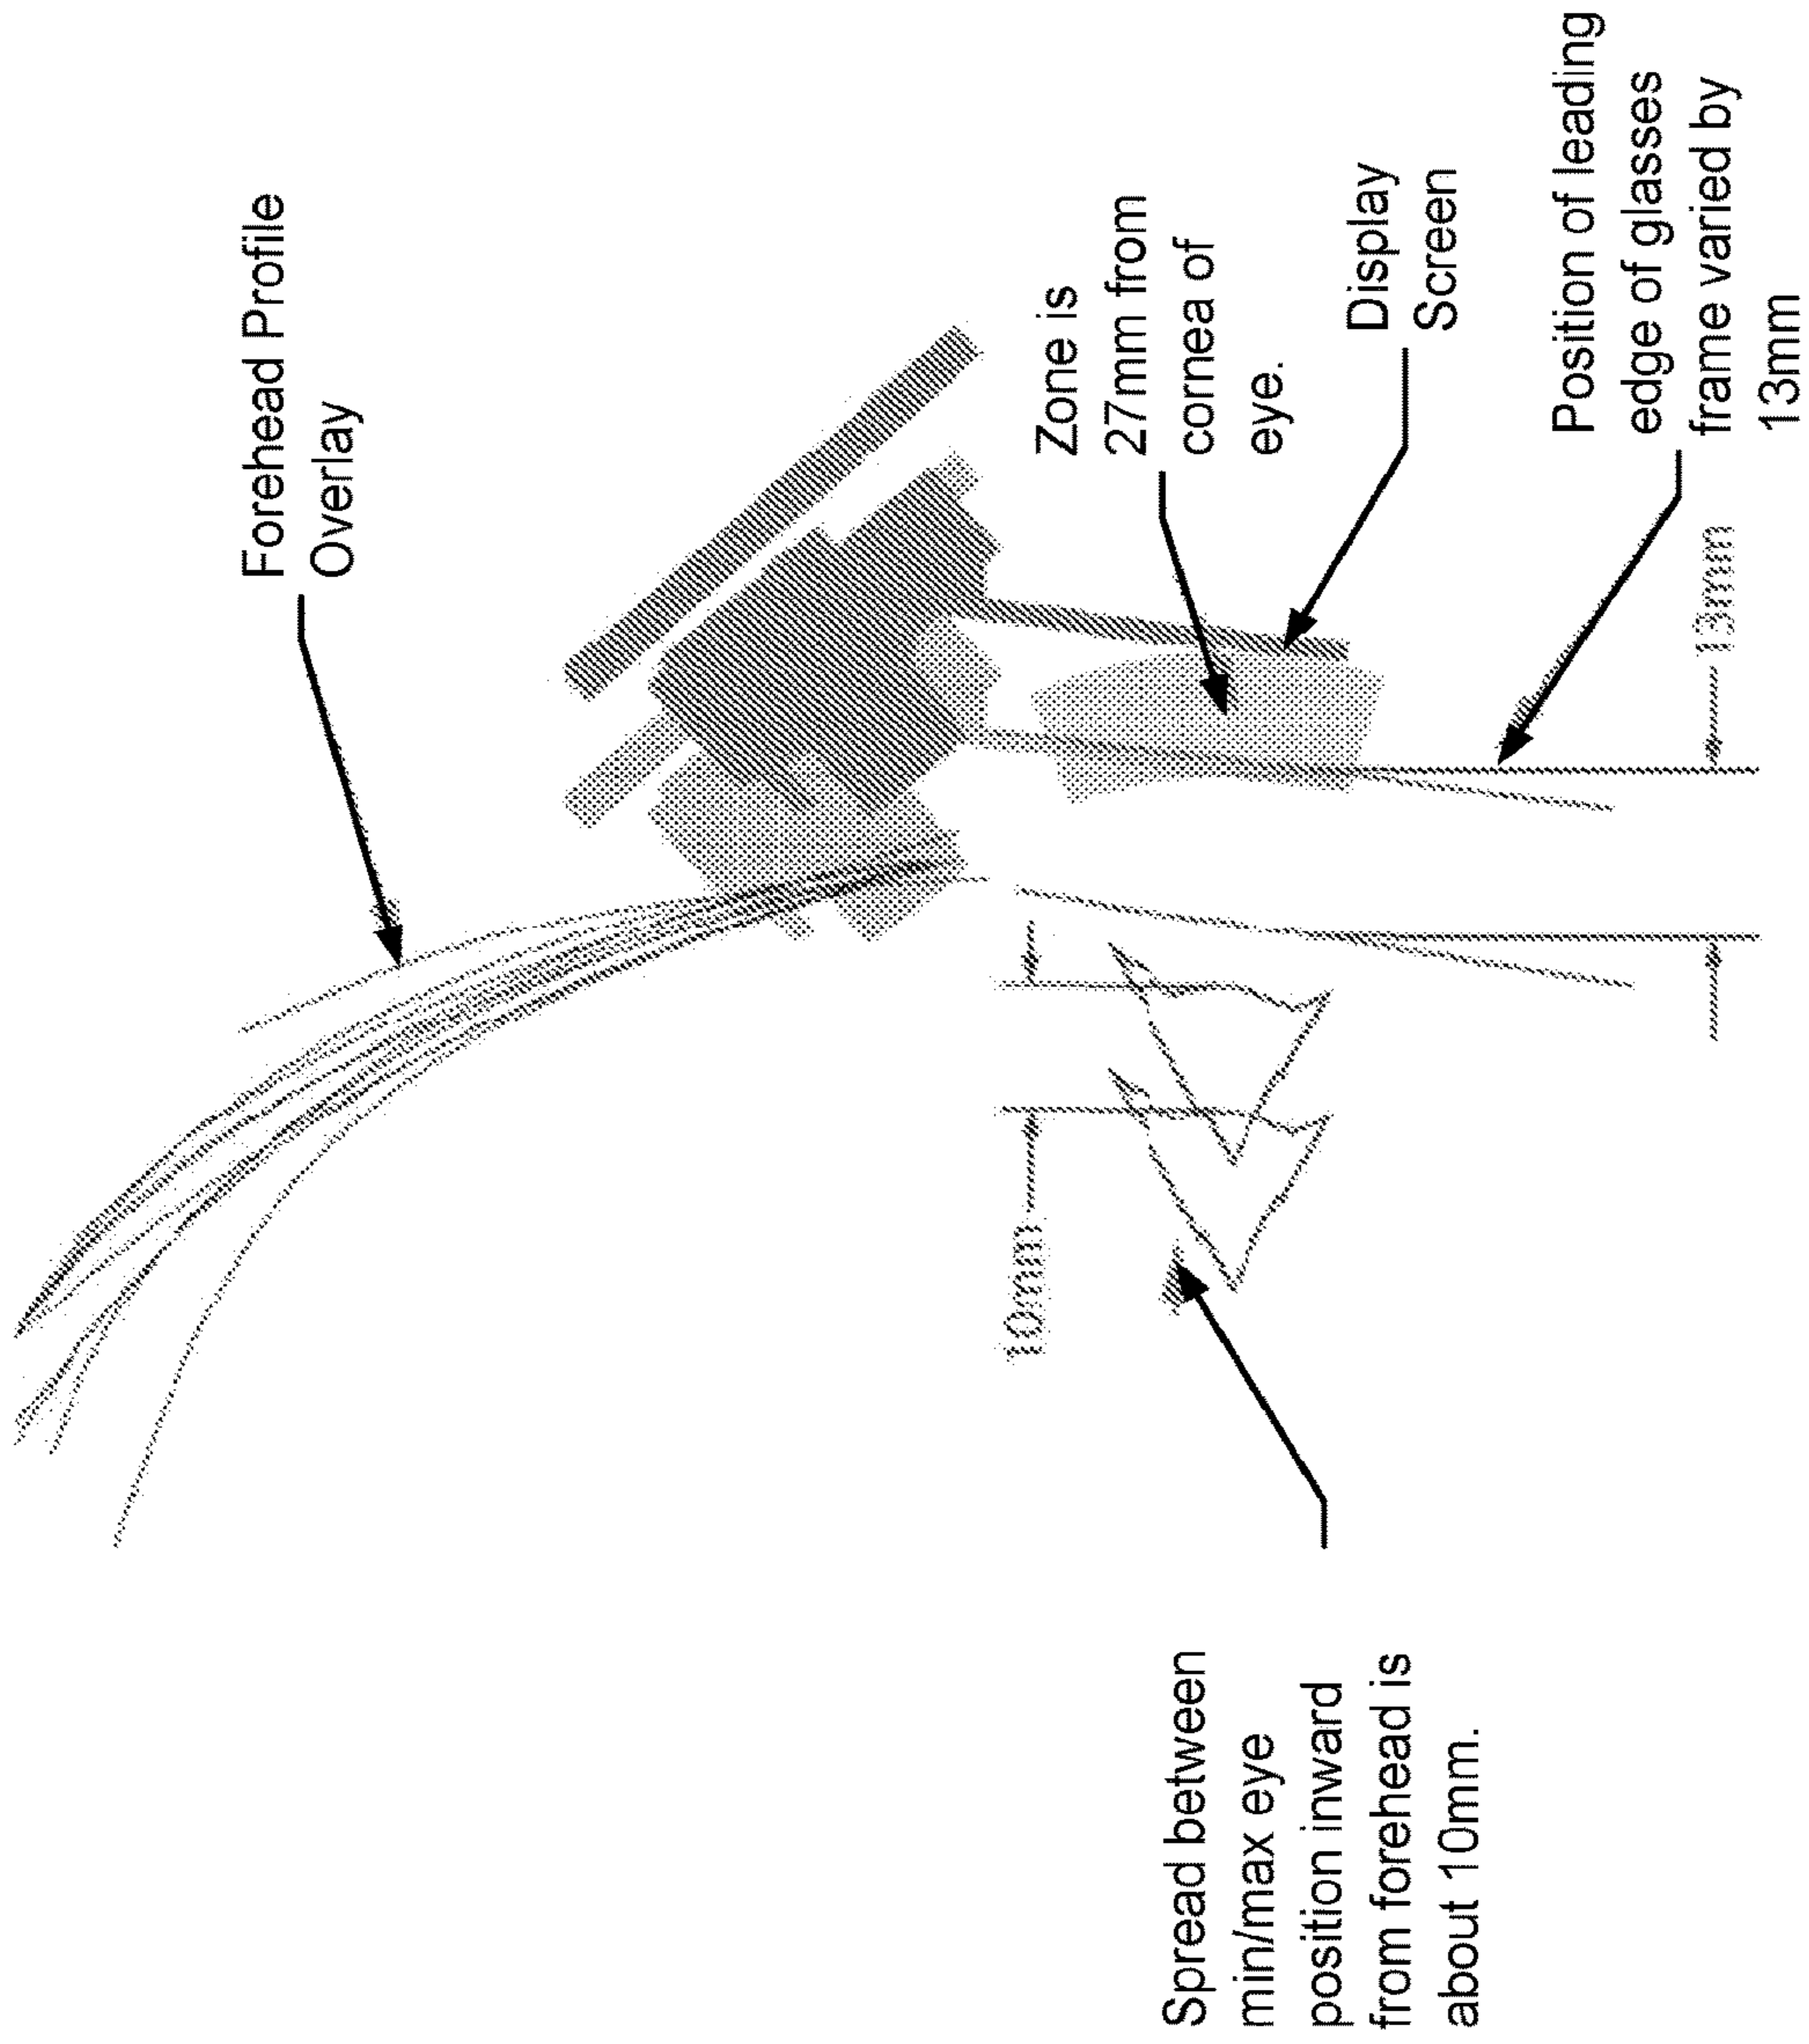 Forehead Profile
Overlay
Zone is
27mm from
cornea of
eye.
Display
Screen
Position of leading
edge of glasses
frame varied by
13mm
13mm
10mm
Spread between
min/max eye
position inward
from forehead is
about 10mm.